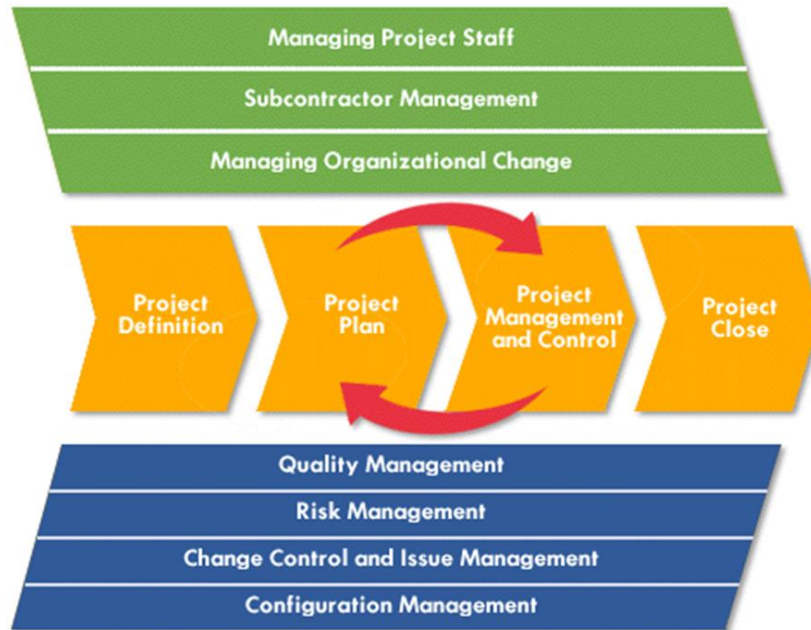 Managing Project Staff
Subcontractor Management
Managing Organizational Change
Project
Definition
Project
Plan
Project
Management
and Control
Project
Close
Quality Management
Risk Management
Change Control and Issue Management
Configuration Management